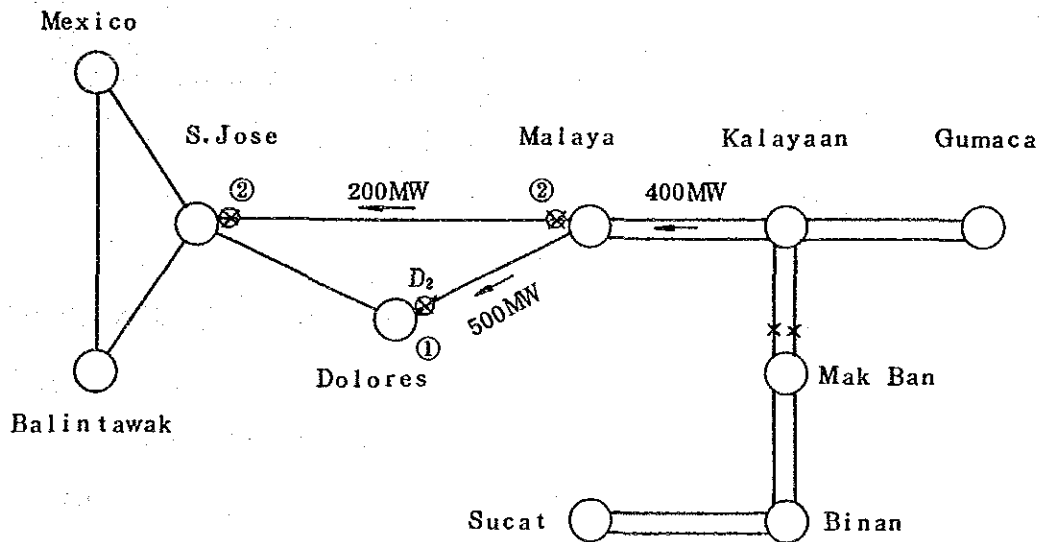 Mexico
S.Jose
Malaya
Kalayaan
Gumaca
②
200MW
②
400MW
D₂
500MW
①
Dolores
Mak Ban
Balintawak
Sucat
Binan